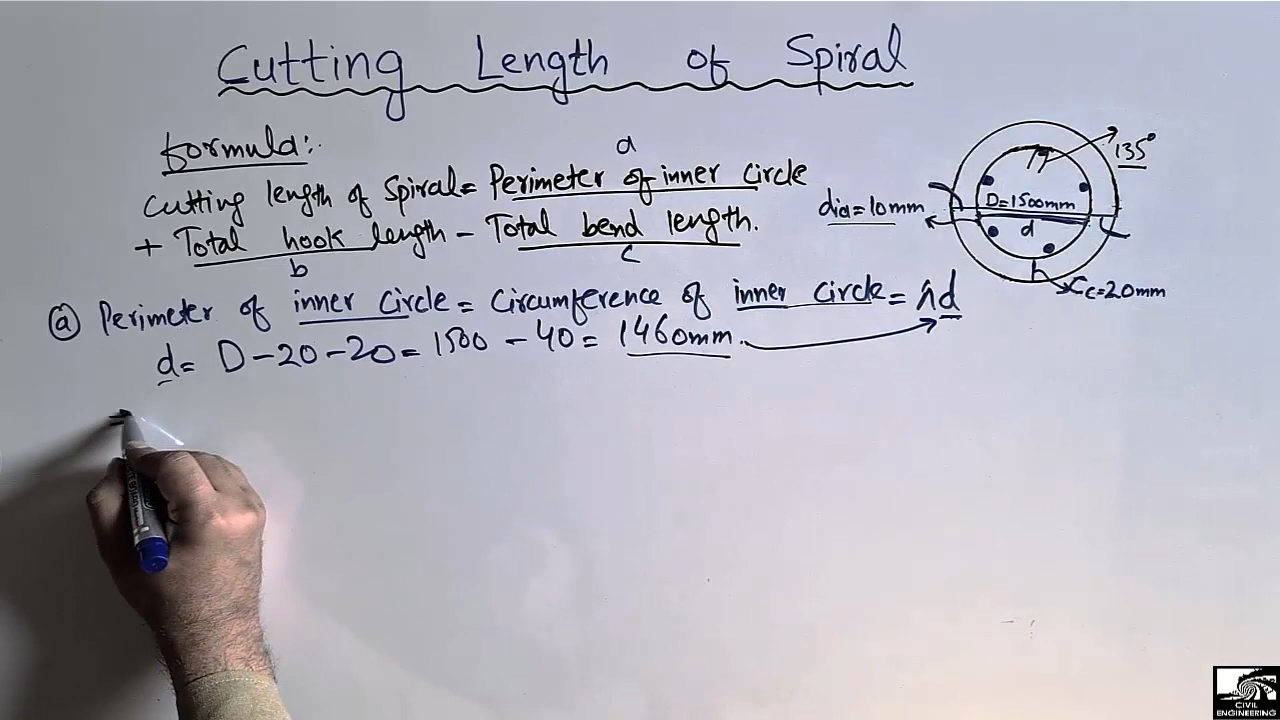 Cutting Length of Spiral
formula:.
a
Cutting length of Spiral = Perimeter of inner Circle
+ Total hook length - Total bend length.
b
c
135°
D=1500mm
dia=10mm
d
Cc=20mm
ⓐ Perimeter of inner circle = Circumference of inner circle = πd
d = D-20-20 = 1500 - 40 = 1460mm.
CIVIL
ENGINEERING